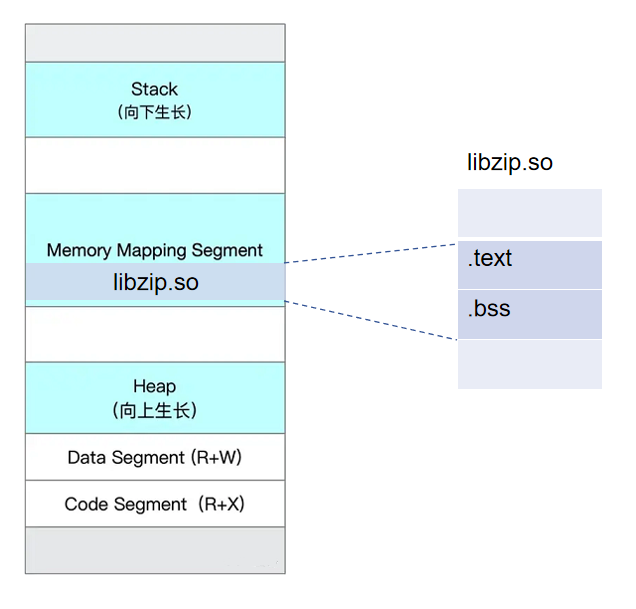 Stack
(向下生长)
Memory Mapping Segment
libzip.so
Heap
(向上生长)
Data Segment (R+W)
Code Segment (R+X)
libzip.so
.text
.bss